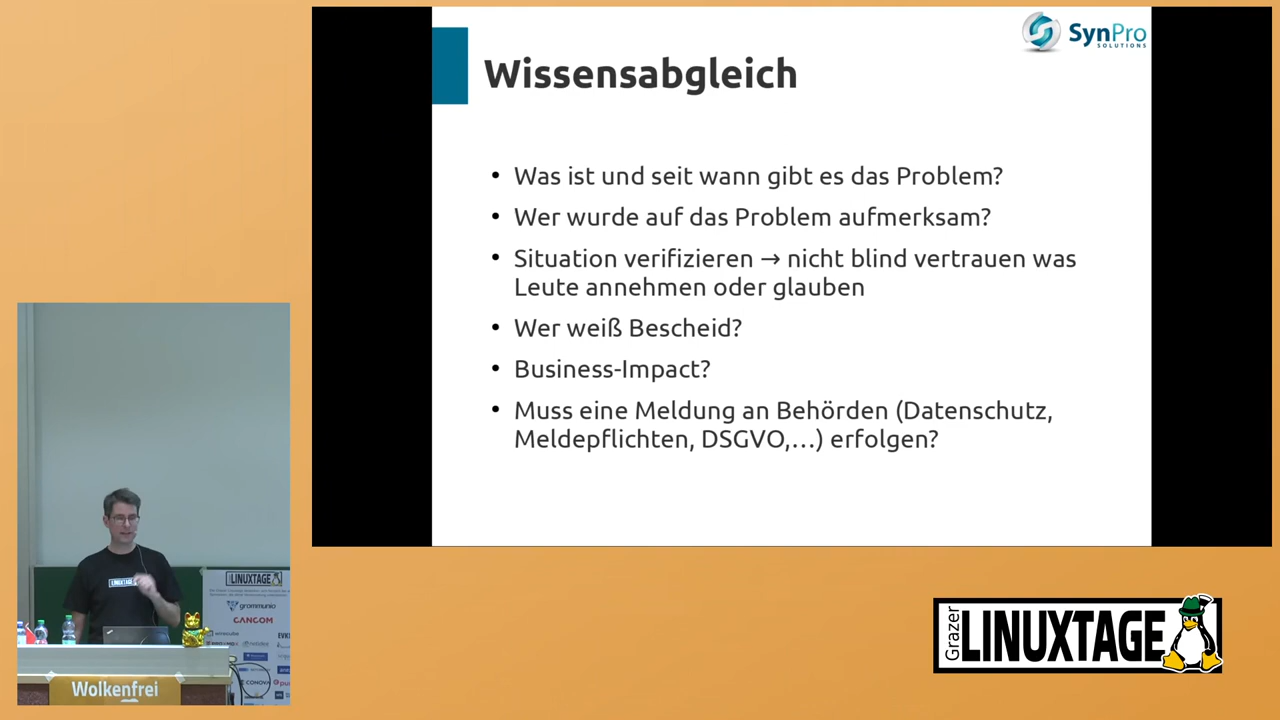 SynPro
SOLUTIONS
Wissensabgleich
• Was ist und seit wann gibt es das Problem?
• Wer wurde auf das Problem aufmerksam?
• Situation verifizieren → nicht blind vertrauen was
Leute annehmen oder glauben
• Wer weiß Bescheid?
• Business-Impact?
• Muss eine Meldung an Behörden (Datenschutz,
Meldepflichten, DSGVO,...) erfolgen?
LINUXTAGE
LINUXTAGE
grommunio
CANCOM
CONOVA
Wolkenfrei
Grazer
LINUXTAGE